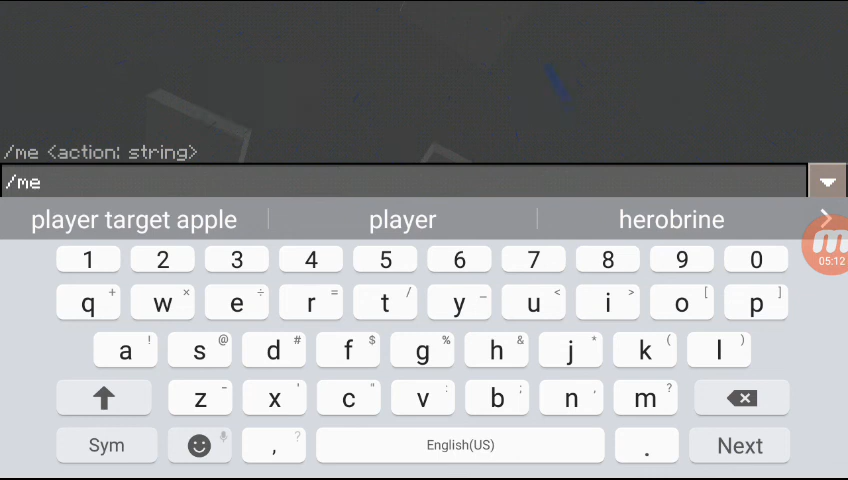 /me <action: string>
/me
player target apple player herobrine
m
05:12
1 2 3 4 5 6 7 8 9 0
q + w × e ÷ r = t / y _ u < i > o [ p ]
a ! s @ d # f $ g % h & j * k ( l )
z - x ' c " v : b ; n , m ?
Sym , ? English(US) . Next